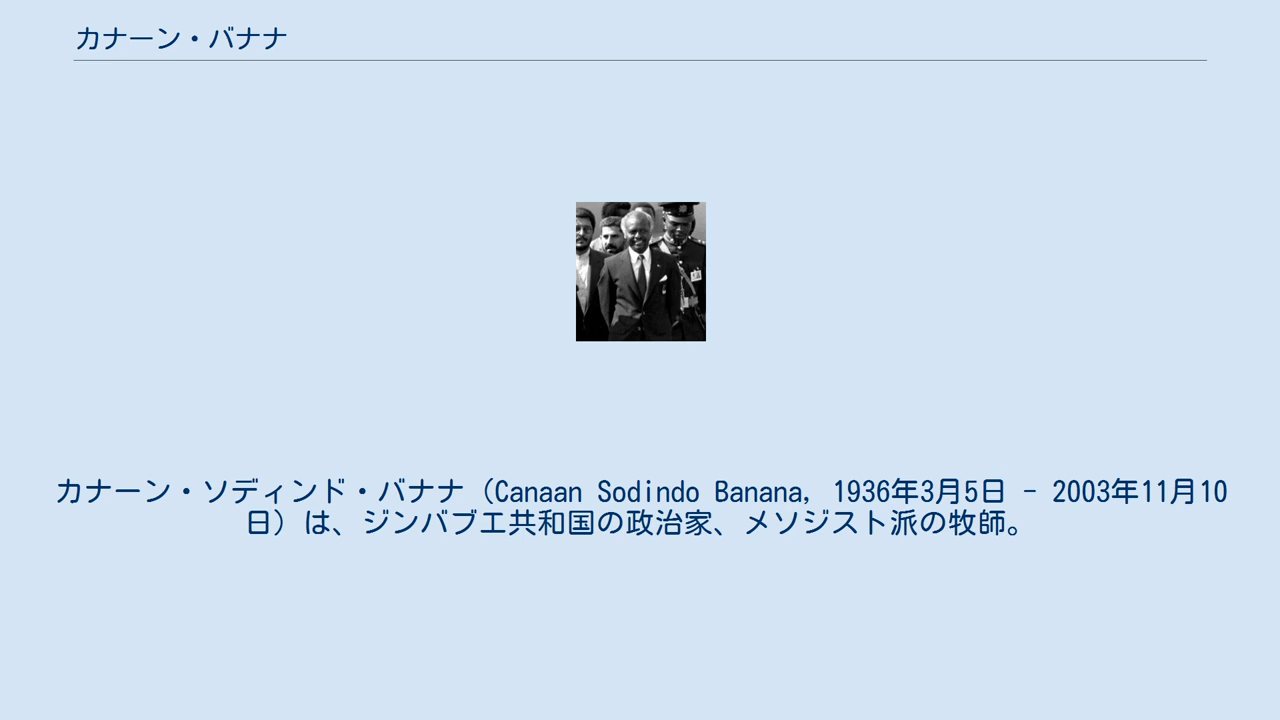 カナーン・バナナ
カナーン・ソディンド・バナナ（Canaan Sodindo Banana, 1936年3月5日 - 2003年11月10
日）は、ジンバブエ共和国の政治家、メソジスト派の牧師。